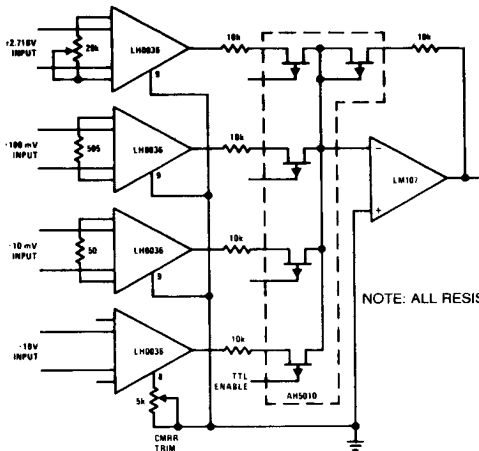 ±2.718V
INPUT
20k
LH0036
9
10k
10k
·100 mV
INPUT
505
LH0036
9
10k
LM107
·10 mV
INPUT
50
LH0036
9
10k
NOTE: ALL RESIS
·10V
INPUT
LH0036
8
10k
TTL
ENABLE
AH5010
5k
CMRR
TRIM